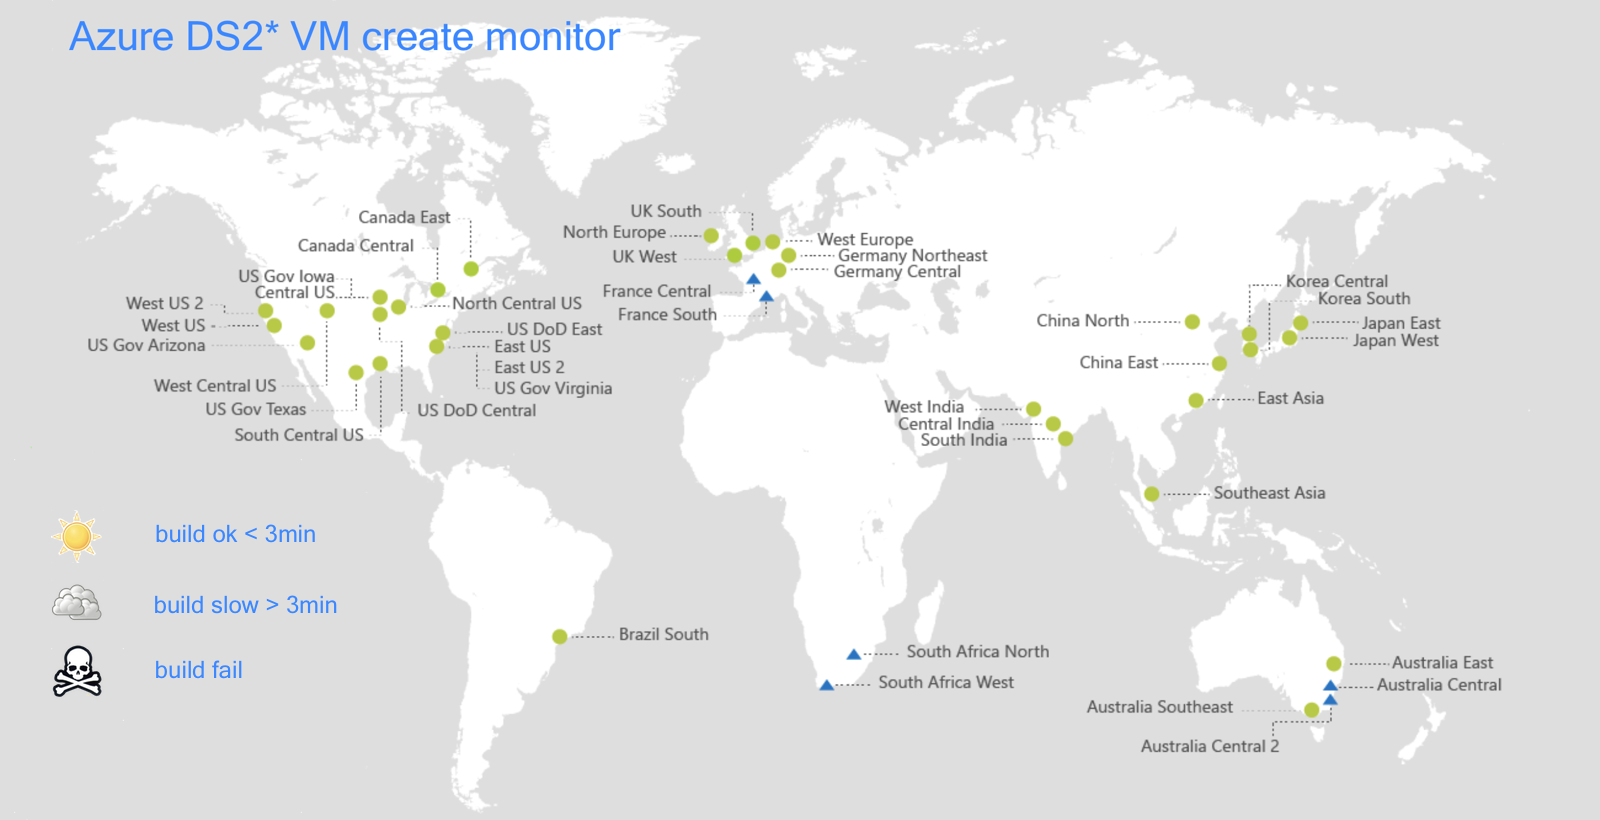 Azure DS2* VM create monitor
Canada East
Canada Central
US Gov Iowa
Central US
West US 2
North Central US
West US
US DoD East
US Gov Arizona
East US
East US 2
West Central US
US Gov Virginia
US Gov Texas
US DoD Central
South Central US
UK South
North Europe
West Europe
UK West
Germany Northeast
Germany Central
France Central
France South
Korea Central
Korea South
China North
Japan East
Japan West
China East
East Asia
West India
Central India
South India
Southeast Asia
build ok < 3min
build slow > 3min
build fail
Brazil South
South Africa North
South Africa West
Australia East
Australia Central
Australia Southeast
Australia Central 2